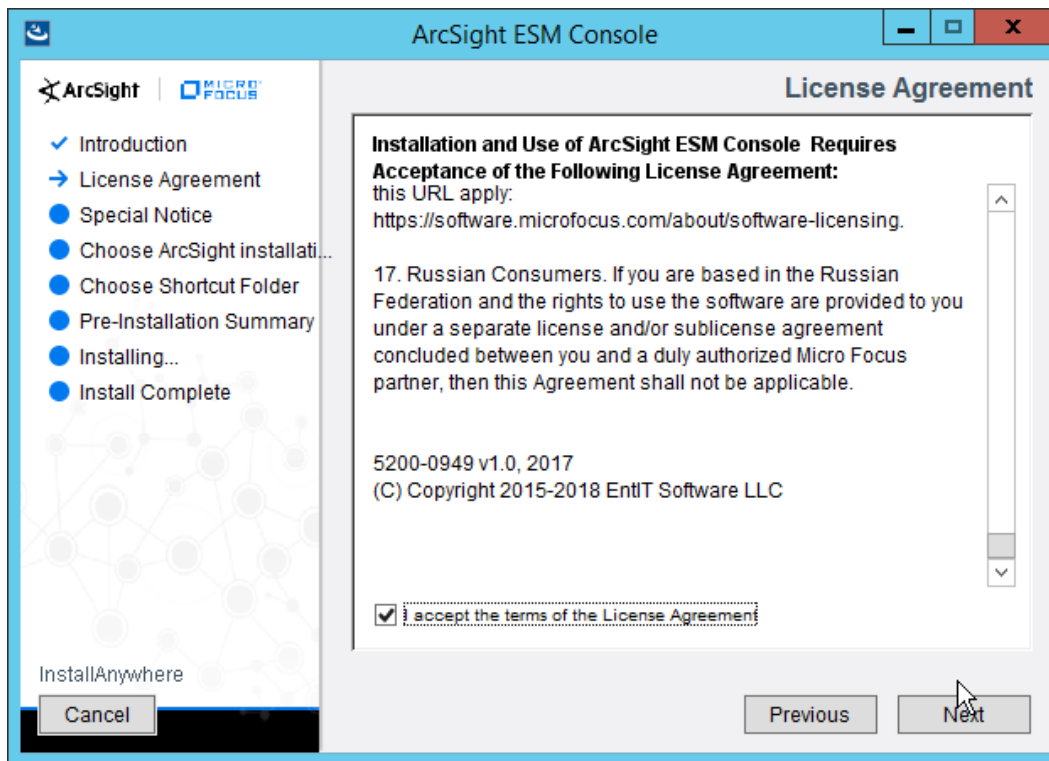 ArcSight ESM Console
ArcSight | MICRO FOCUS
License Agreement
Introduction
License Agreement
Special Notice
Choose ArcSight installati...
Choose Shortcut Folder
Pre-Installation Summary
Installing...
Install Complete
Installation and Use of ArcSight ESM Console Requires
Acceptance of the Following License Agreement:
this URL apply:
https://software.microfocus.com/about/software-licensing.
17. Russian Consumers. If you are based in the Russian
Federation and the rights to use the software are provided to you
under a separate license and/or sublicense agreement
concluded between you and a duly authorized Micro Focus
partner, then this Agreement shall not be applicable.
5200-0949 v1.0, 2017
(C) Copyright 2015-2018 EntIT Software LLC
I accept the terms of the License Agreement
InstallAnywhere
Cancel
Previous
Next